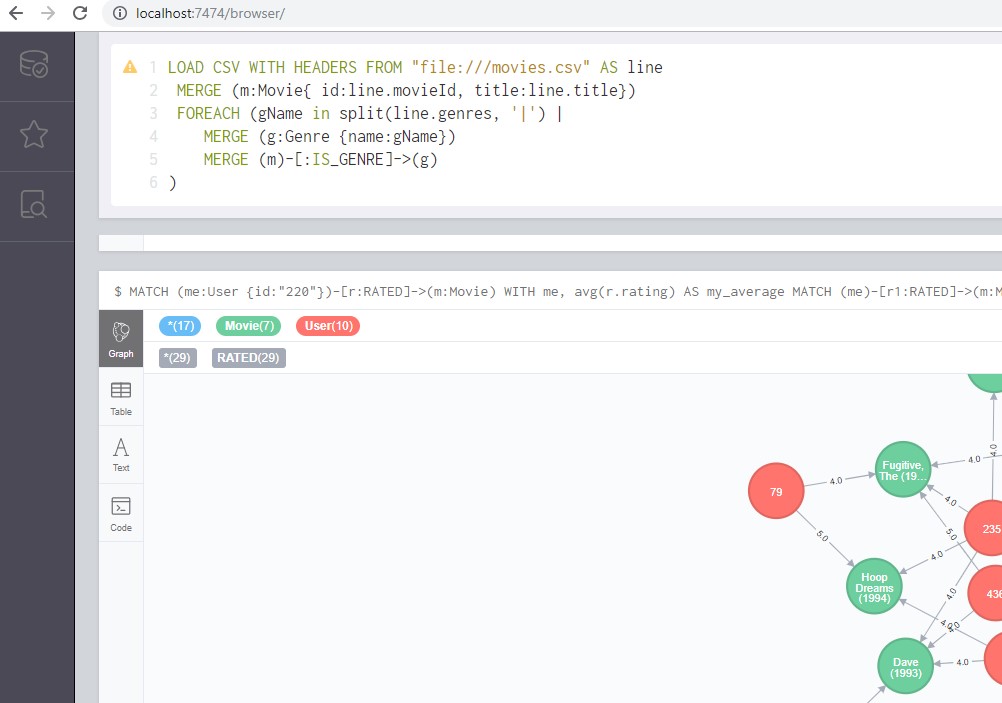 localhost:7474/browser/
1 LOAD CSV WITH HEADERS FROM "file:///movies.csv" AS line
2 MERGE (m:Movie{ id:line.movieId, title:line.title})
3 FOREACH (gName in split(line.genres, '|') |
4 MERGE (g:Genre {name:gName})
5 MERGE (m)-[:IS_GENRE]->(g)
6 )
$ MATCH (me:User {id:"220"})-[r:RATED]->(m:Movie) WITH me, avg(r.rating) AS my_average MATCH (me)-[r1:RATED]->(m:M
*(17) Movie(7) User(10)
Graph
*(29) RATED(29)
Table
Text
Code
4.0
Fugitive,
The (19...
4.0
79
4.0
4.0
235
5.0
5.0
4.0
Hoop
Dreams
(1994)
4.0
436
4.0
4.0
Dave
(1993)
4.0